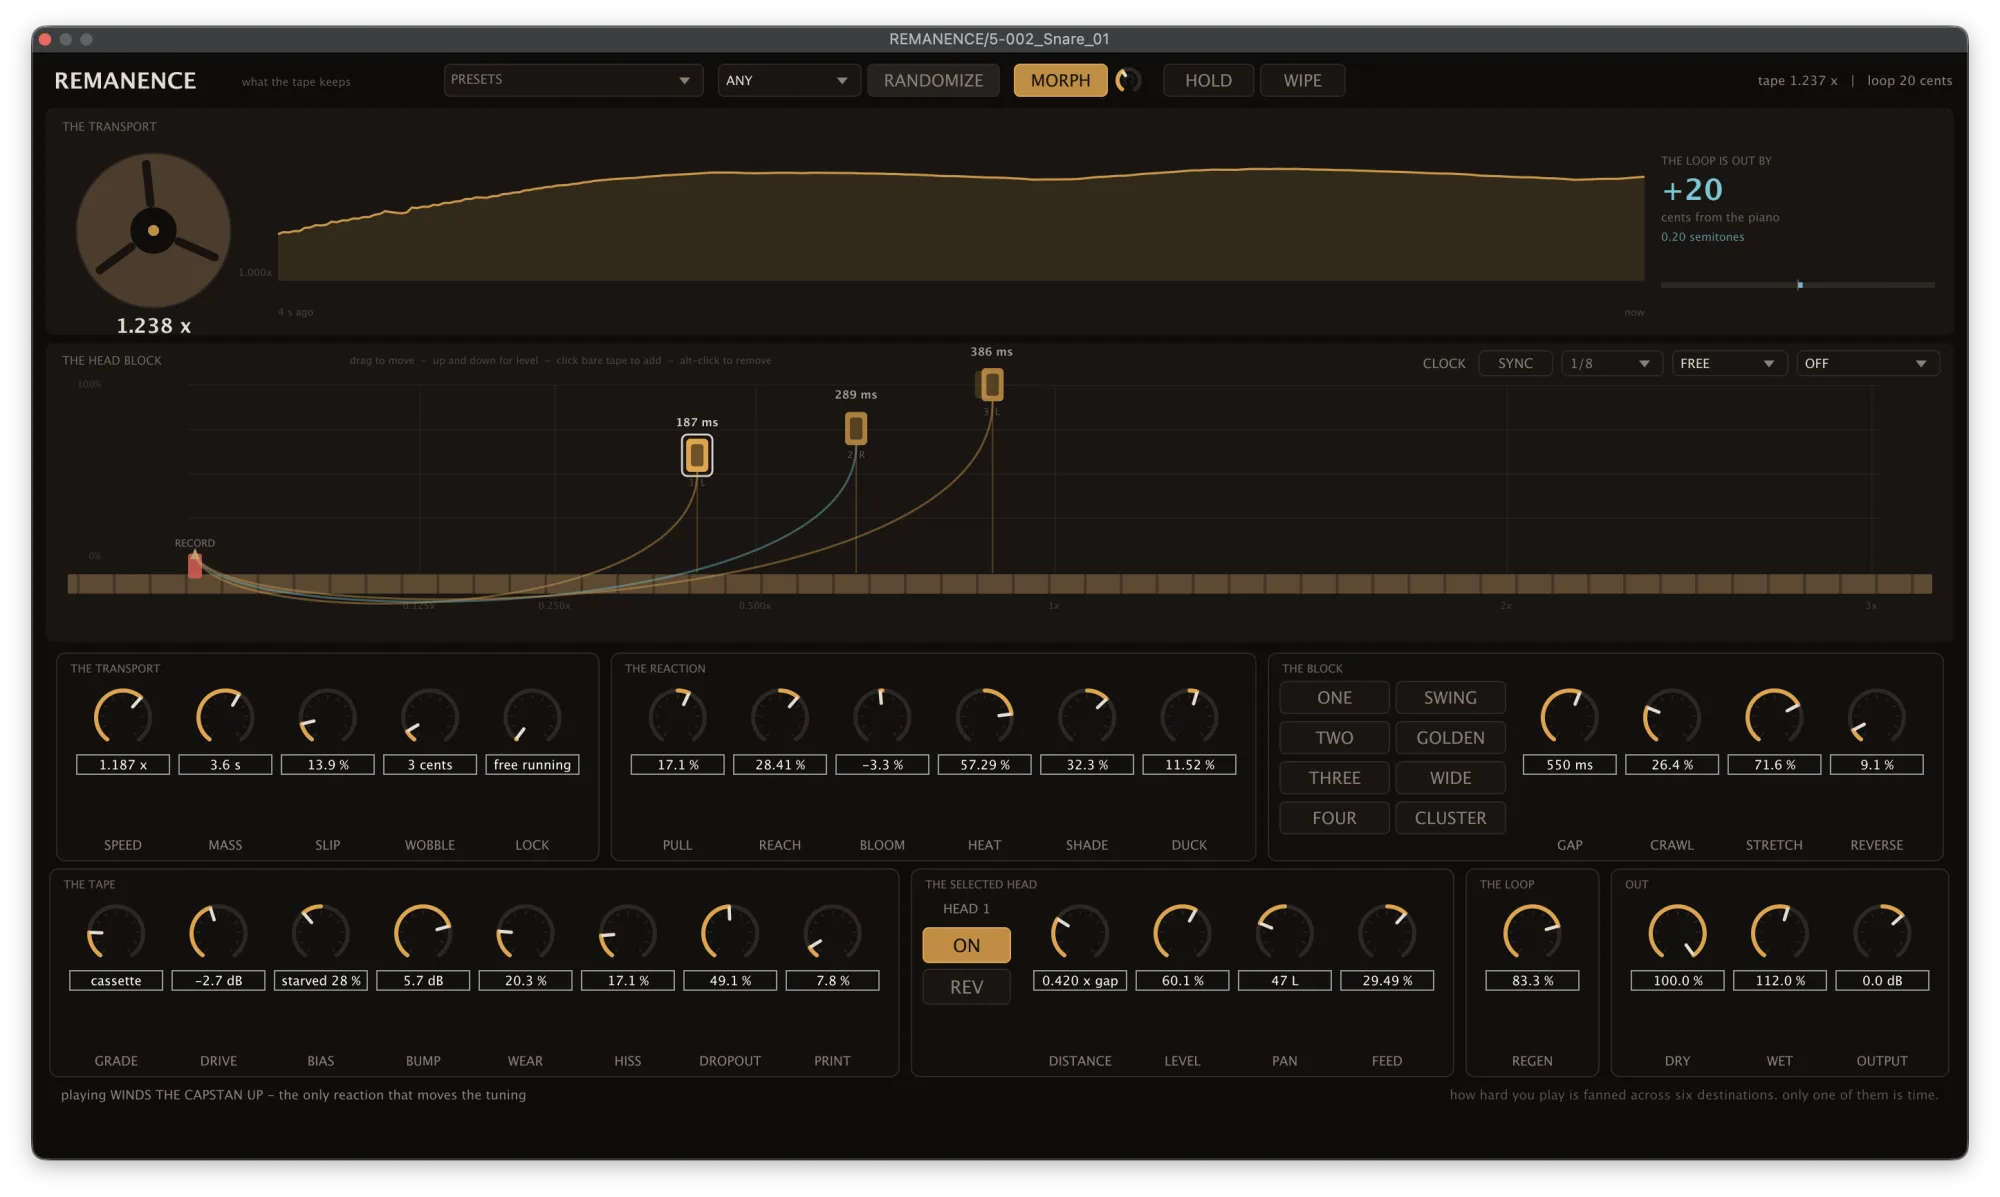 REMANENCE/5-002_Snare_01
REMANENCE
what the tape keeps
PRESETS
ANY
RANDOMIZE
MORPH
HOLD
WIPE
tape 1.237 x | loop 20 cents
THE TRANSPORT
1.000x
1.238 x
4 s ago
now
THE LOOP IS OUT BY
+20
cents from the piano
0.20 semitones
THE HEAD BLOCK
drag to move – up and down for level – click bare tape to add – alt-click to remove
CLOCK
SYNC
1/8
FREE
OFF
100%
386 ms
289 ms
187 ms
3 L
2 R
1 L
0%
RECORD
0.125x
0.250x
0.500x
1x
2x
3x
THE TRANSPORT
1.187 x
3.6 s
13.9 %
3 cents
free running
SPEED
MASS
SLIP
WOBBLE
LOCK
THE REACTION
17.1 %
28.41 %
−3.3 %
57.29 %
32.3 %
11.52 %
PULL
REACH
BLOOM
HEAT
SHADE
DUCK
THE BLOCK
ONE
SWING
TWO
GOLDEN
THREE
WIDE
FOUR
CLUSTER
550 ms
26.4 %
71.6 %
9.1 %
GAP
CRAWL
STRETCH
REVERSE
THE TAPE
cassette
−2.7 dB
starved 28 %
5.7 dB
20.3 %
17.1 %
49.1 %
7.8 %
GRADE
DRIVE
BIAS
BUMP
WEAR
HISS
DROPOUT
PRINT
THE SELECTED HEAD
HEAD 1
ON
REV
0.420 x gap
60.1 %
47 L
29.49 %
DISTANCE
LEVEL
PAN
FEED
THE LOOP
83.3 %
REGEN
OUT
100.0 %
112.0 %
0.0 dB
DRY
WET
OUTPUT
playing WINDS THE CAPSTAN UP – the only reaction that moves the tuning
how hard you play is fanned across six destinations. only one of them is time.